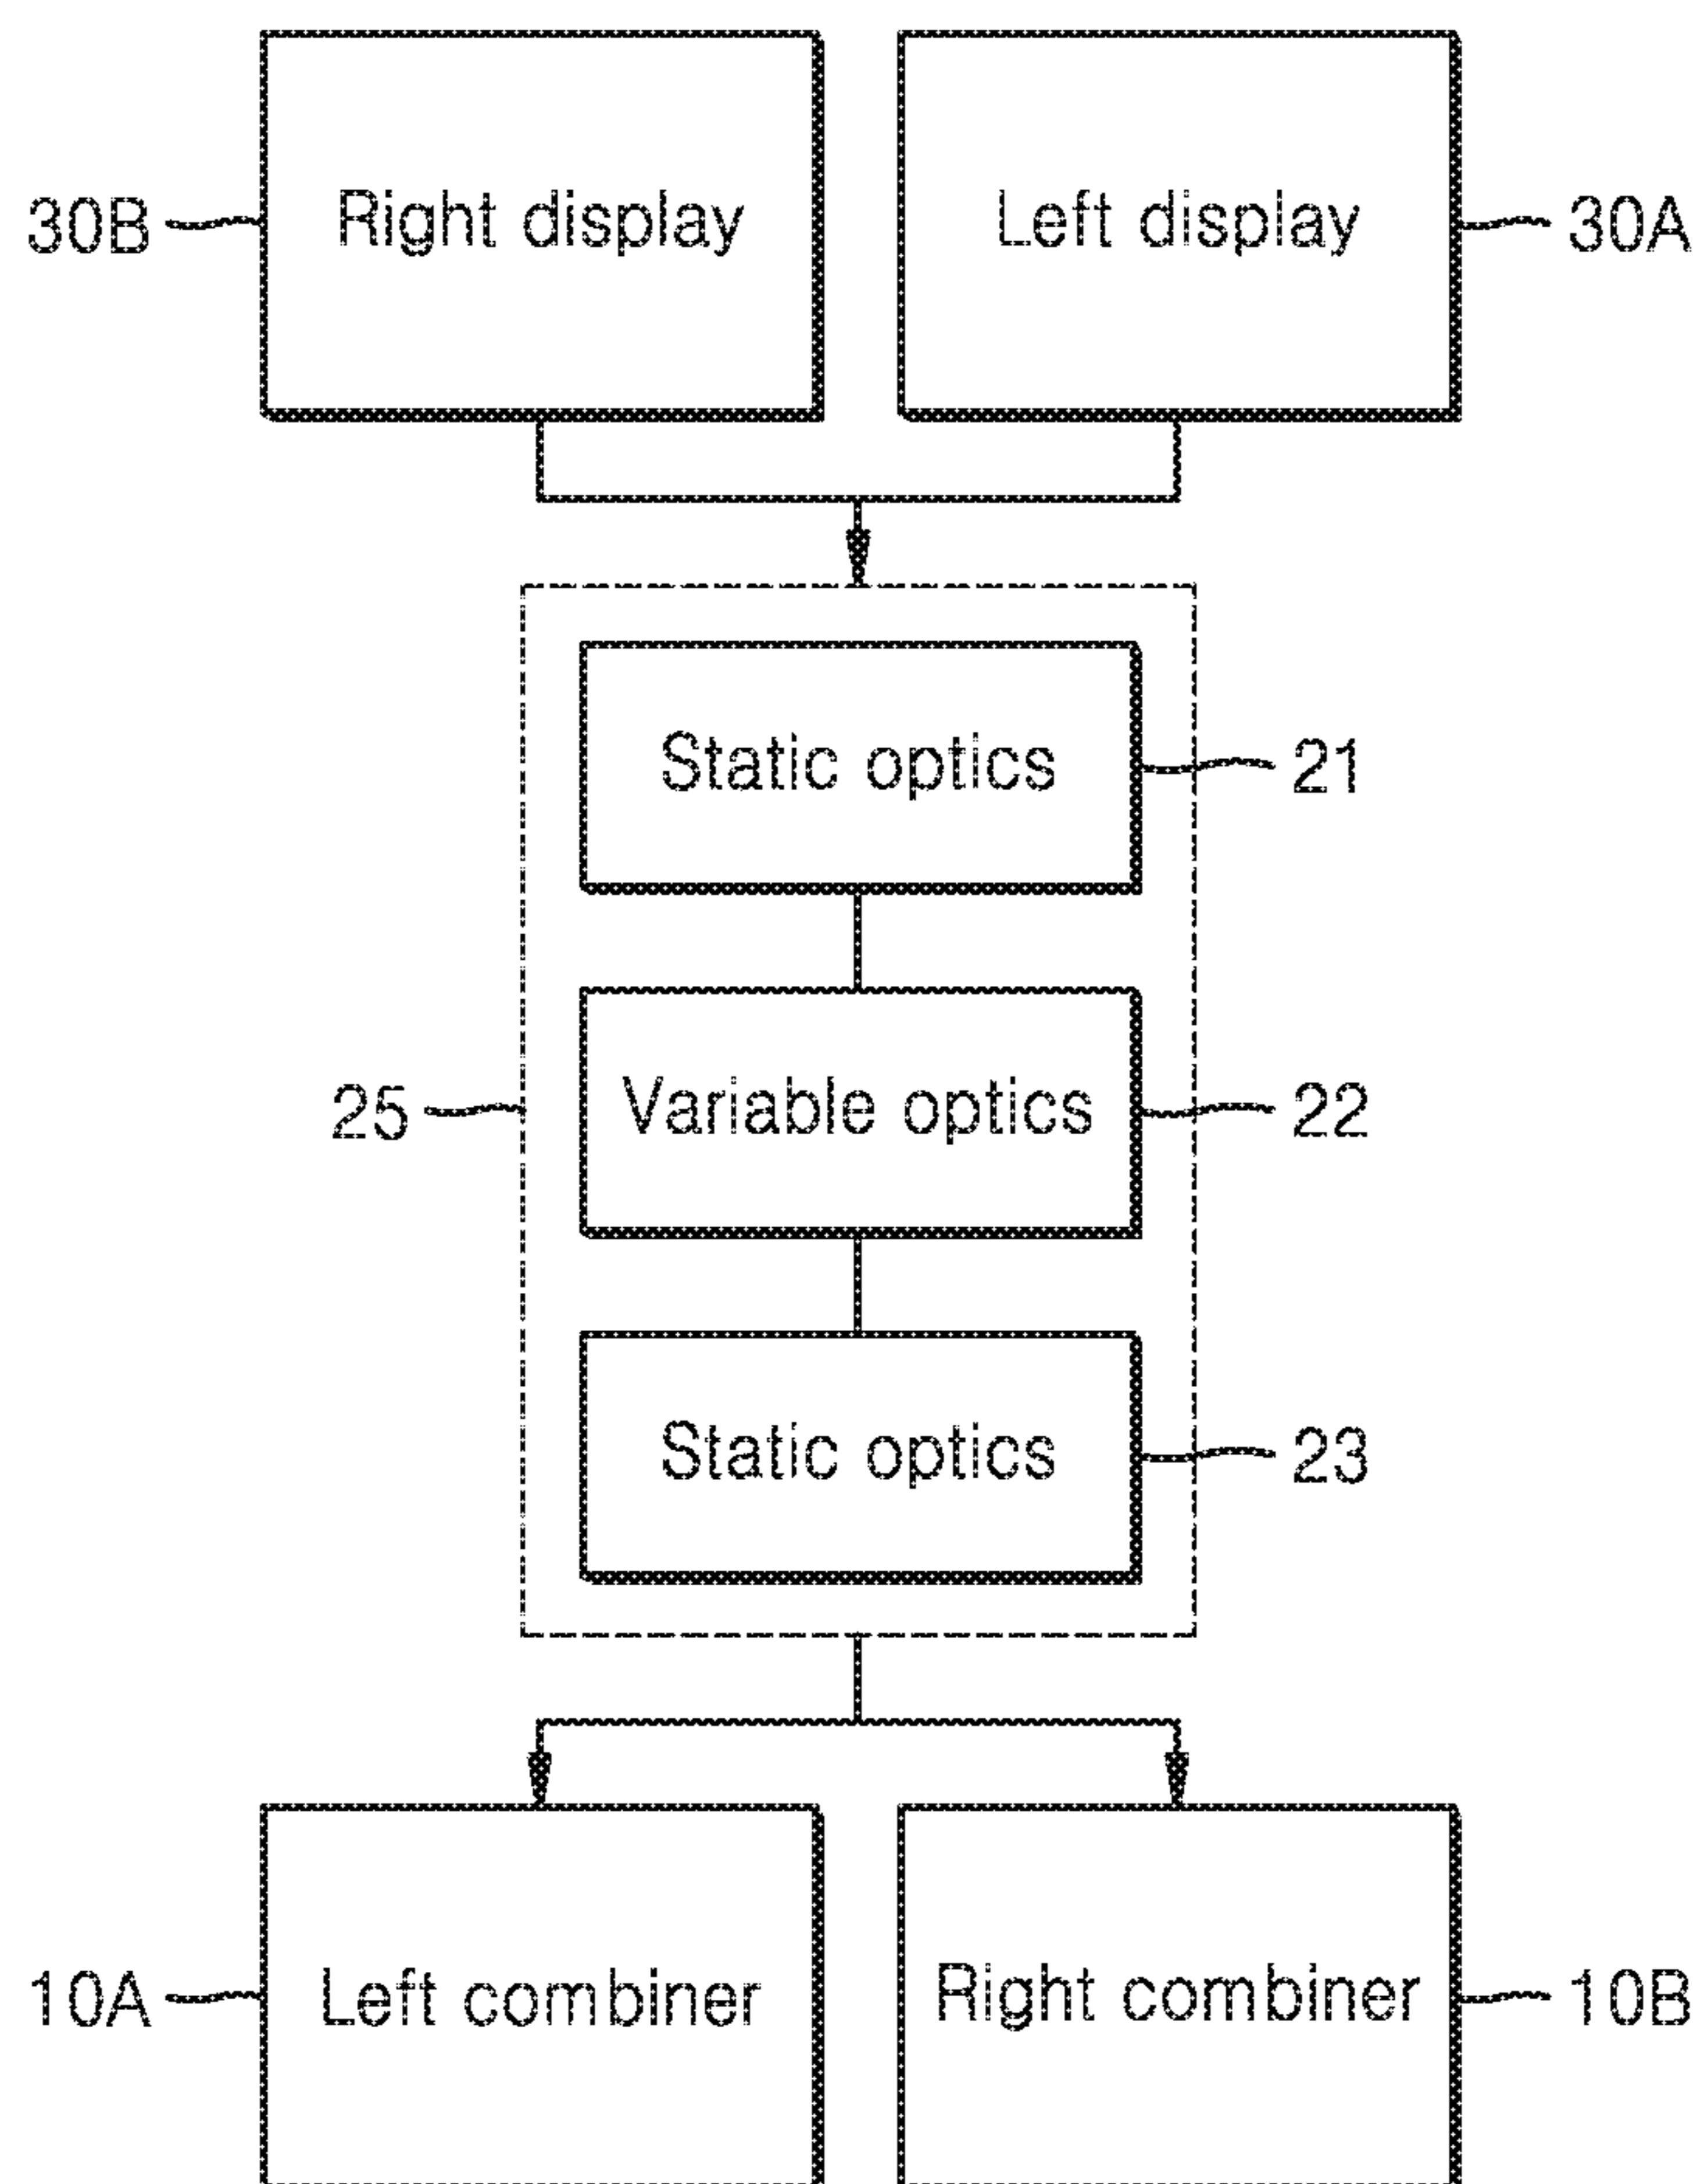 30B
Right display
Left display
30A
Static optics
21
25
Variable optics
22
Static optics
23
10A
Left combiner
Right combiner
10B